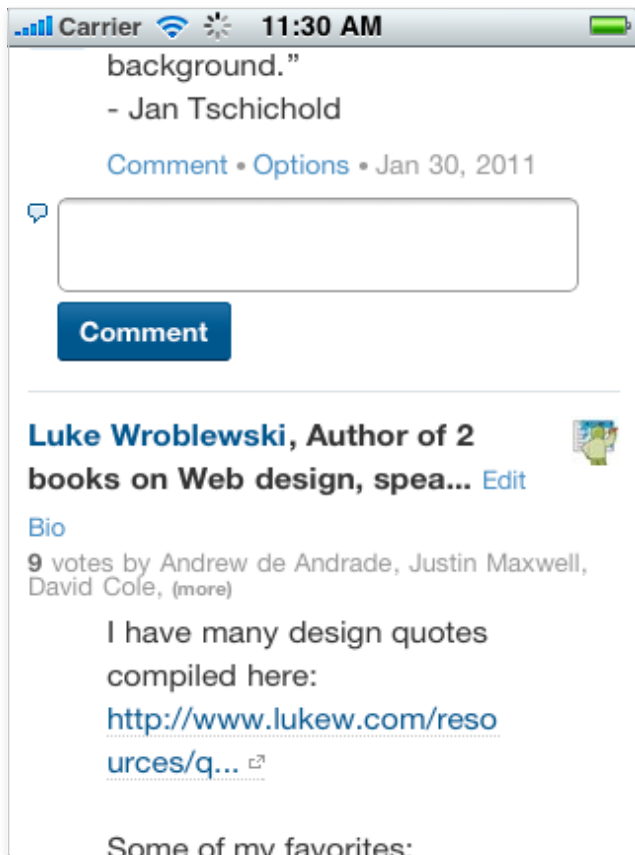 Carrier 11:30 AM
background.”
- Jan Tschichold
Comment • Options • Jan 30, 2011
Comment
Luke Wroblewski, Author of 2
books on Web design, spea... Edit
Bio
9 votes by Andrew de Andrade, Justin Maxwell,
David Cole, (more)
I have many design quotes
compiled here:
http://www.lukew.com/reso
urces/q...
Some of my favorites: